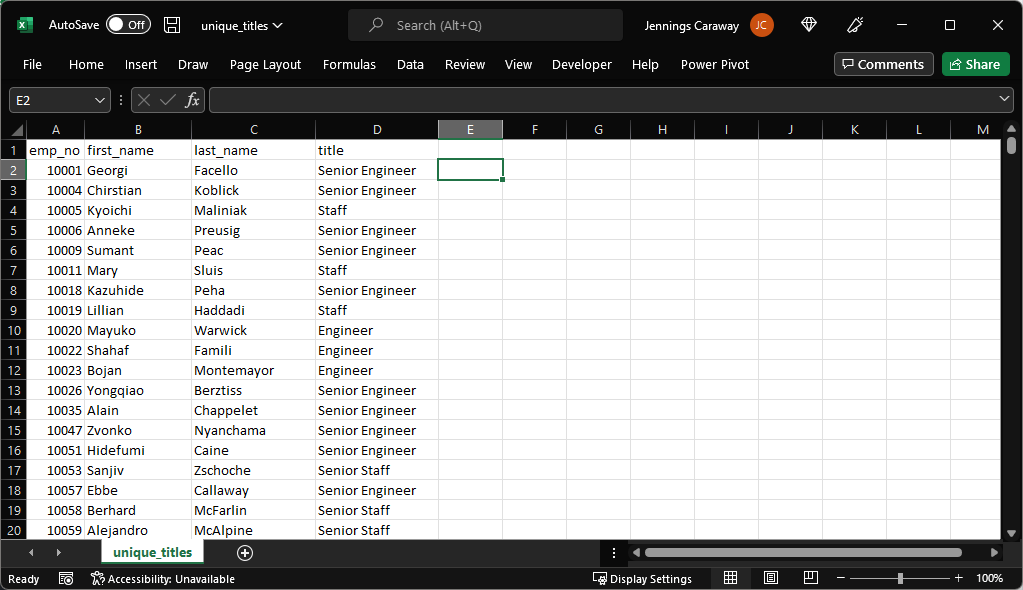 AutoSave Off unique_titles Search (Alt+Q) Jennings Caraway JC
File Home Insert Draw Page Layout Formulas Data Review View Developer Help Power Pivot Comments Share
E2 fx
A B C D E F G H I J K L M
1 emp_no first_name last_name title
2 10001 Georgi Facello Senior Engineer
3 10004 Chirstian Koblick Senior Engineer
4 10005 Kyoichi Maliniak Staff
5 10006 Anneke Preusig Senior Engineer
6 10009 Sumant Peac Senior Engineer
7 10011 Mary Sluis Staff
8 10018 Kazuhide Peha Senior Engineer
9 10019 Lillian Haddadi Staff
10 10020 Mayuko Warwick Engineer
11 10022 Shahaf Famili Engineer
12 10023 Bojan Montemayor Engineer
13 10026 Yongqiao Berztiss Senior Engineer
14 10035 Alain Chappelet Senior Engineer
15 10047 Zvonko Nyanchama Senior Engineer
16 10051 Hidefumi Caine Senior Engineer
17 10053 Sanjiv Zschoche Senior Staff
18 10057 Ebbe Callaway Senior Engineer
19 10058 Berhard McFarlin Senior Staff
20 10059 Alejandro McAlpine Senior Staff
unique_titles
Ready Accessibility: Unavailable Display Settings 100%